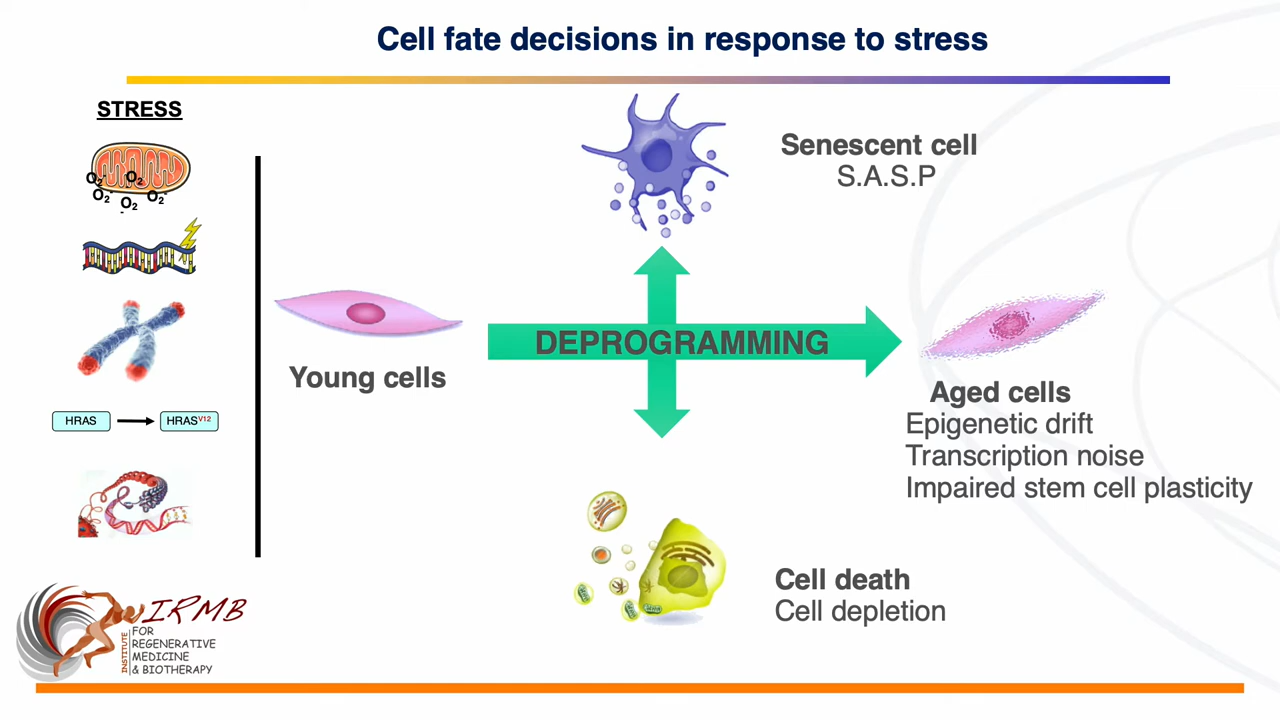 Cell fate decisions in response to stress
STRESS
O₂⁻ O₂⁻
O₂⁻ O₂⁻ O₂⁻
HRAS HRASV12
Young cells
DEPROGRAMMING
Senescent cell
S.A.S.P
Aged cells
Epigenetic drift
Transcription noise
Impaired stem cell plasticity
Cell death
Cell depletion
IRMB
INSTITUTE
FOR
REGENERATIVE
MEDICINE
& BIOTHERAPY